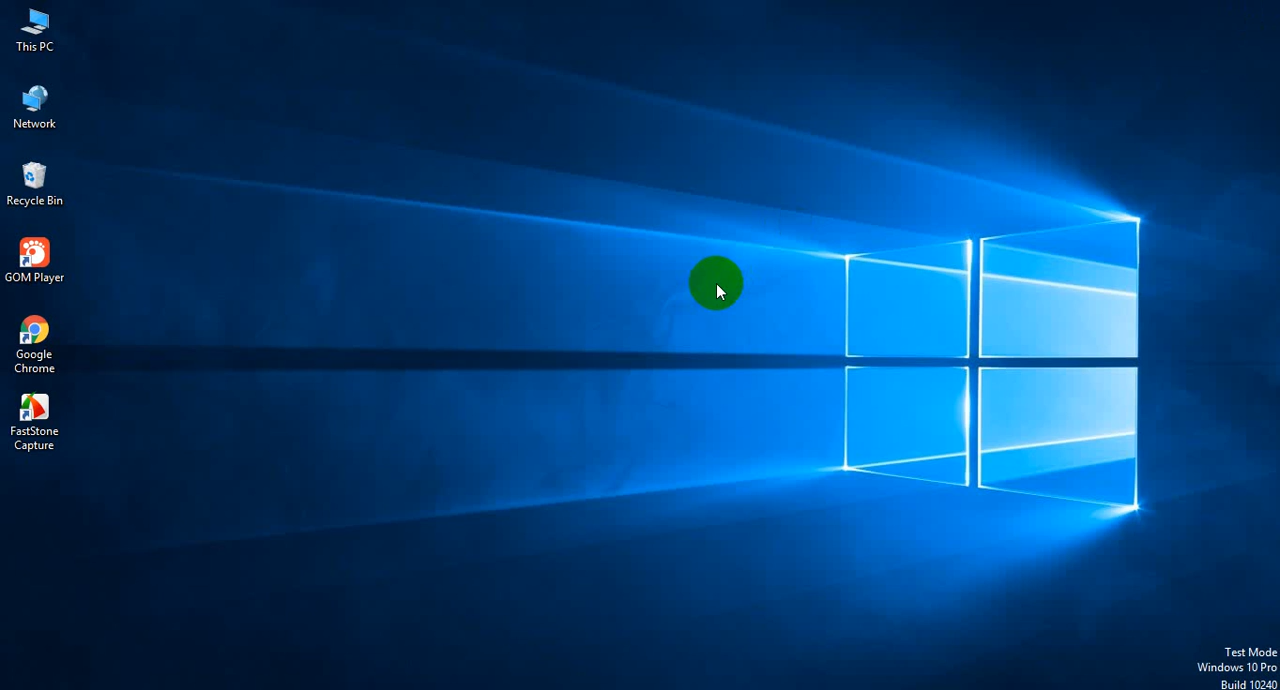 This PC
Network
Recycle Bin
GOM Player
Google
Chrome
FastStone
Capture
Test Mode
Windows 10 Pro
Build 10240